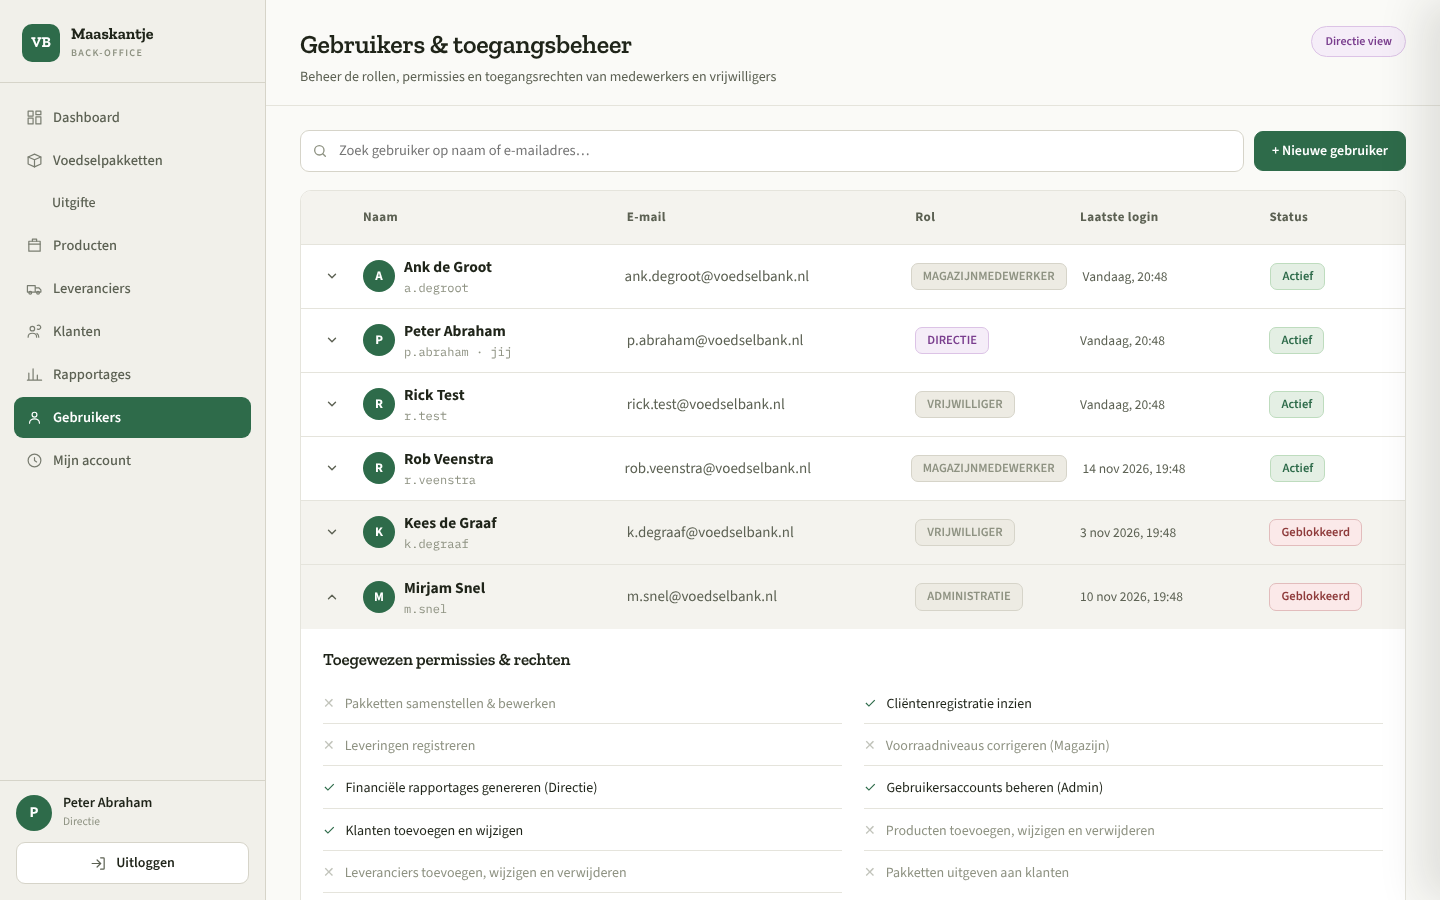 VB
Maaskantje
BACK-OFFICE
Dashboard
Voedselpakketten
Uitgifte
Producten
Leveranciers
Klanten
Rapportages
Gebruikers
Mijn account
P
Peter Abraham
Directie
Uitloggen
Gebruikers & toegangsbeheer
Directie view
Beheer de rollen, permissies en toegangsrechten van medewerkers en vrijwilligers
Zoek gebruiker op naam of e-mailadres...
+ Nieuwe gebruiker
Naam E-mail Rol Laatste login Status
A Ank de Groot ank.degroot@voedselbank.nl MAGAZIJNMEDEWERKER Vandaag, 20:48 Actief
a.degroot
P Peter Abraham p.abraham@voedselbank.nl DIRECTIE Vandaag, 20:48 Actief
p.abraham · jij
R Rick Test rick.test@voedselbank.nl VRIJWILLIGER Vandaag, 20:48 Actief
r.test
R Rob Veenstra rob.veenstra@voedselbank.nl MAGAZIJNMEDEWERKER 14 nov 2026, 19:48 Actief
r.veenstra
K Kees de Graaf k.degraaf@voedselbank.nl VRIJWILLIGER 3 nov 2026, 19:48 Geblokkeerd
k.degraaf
M Mirjam Snel m.snel@voedselbank.nl ADMINISTRATIE 10 nov 2026, 19:48 Geblokkeerd
m.snel
Toegewezen permissies & rechten
Pakketten samenstellen & bewerken
Cliëntenregistratie inzien
Leveringen registreren
Voorraadniveaus corrigeren (Magazijn)
Financiële rapportages genereren (Directie)
Gebruikersaccounts beheren (Admin)
Klanten toevoegen en wijzigen
Producten toevoegen, wijzigen en verwijderen
Leveranciers toevoegen, wijzigen en verwijderen
Pakketten uitgeven aan klanten